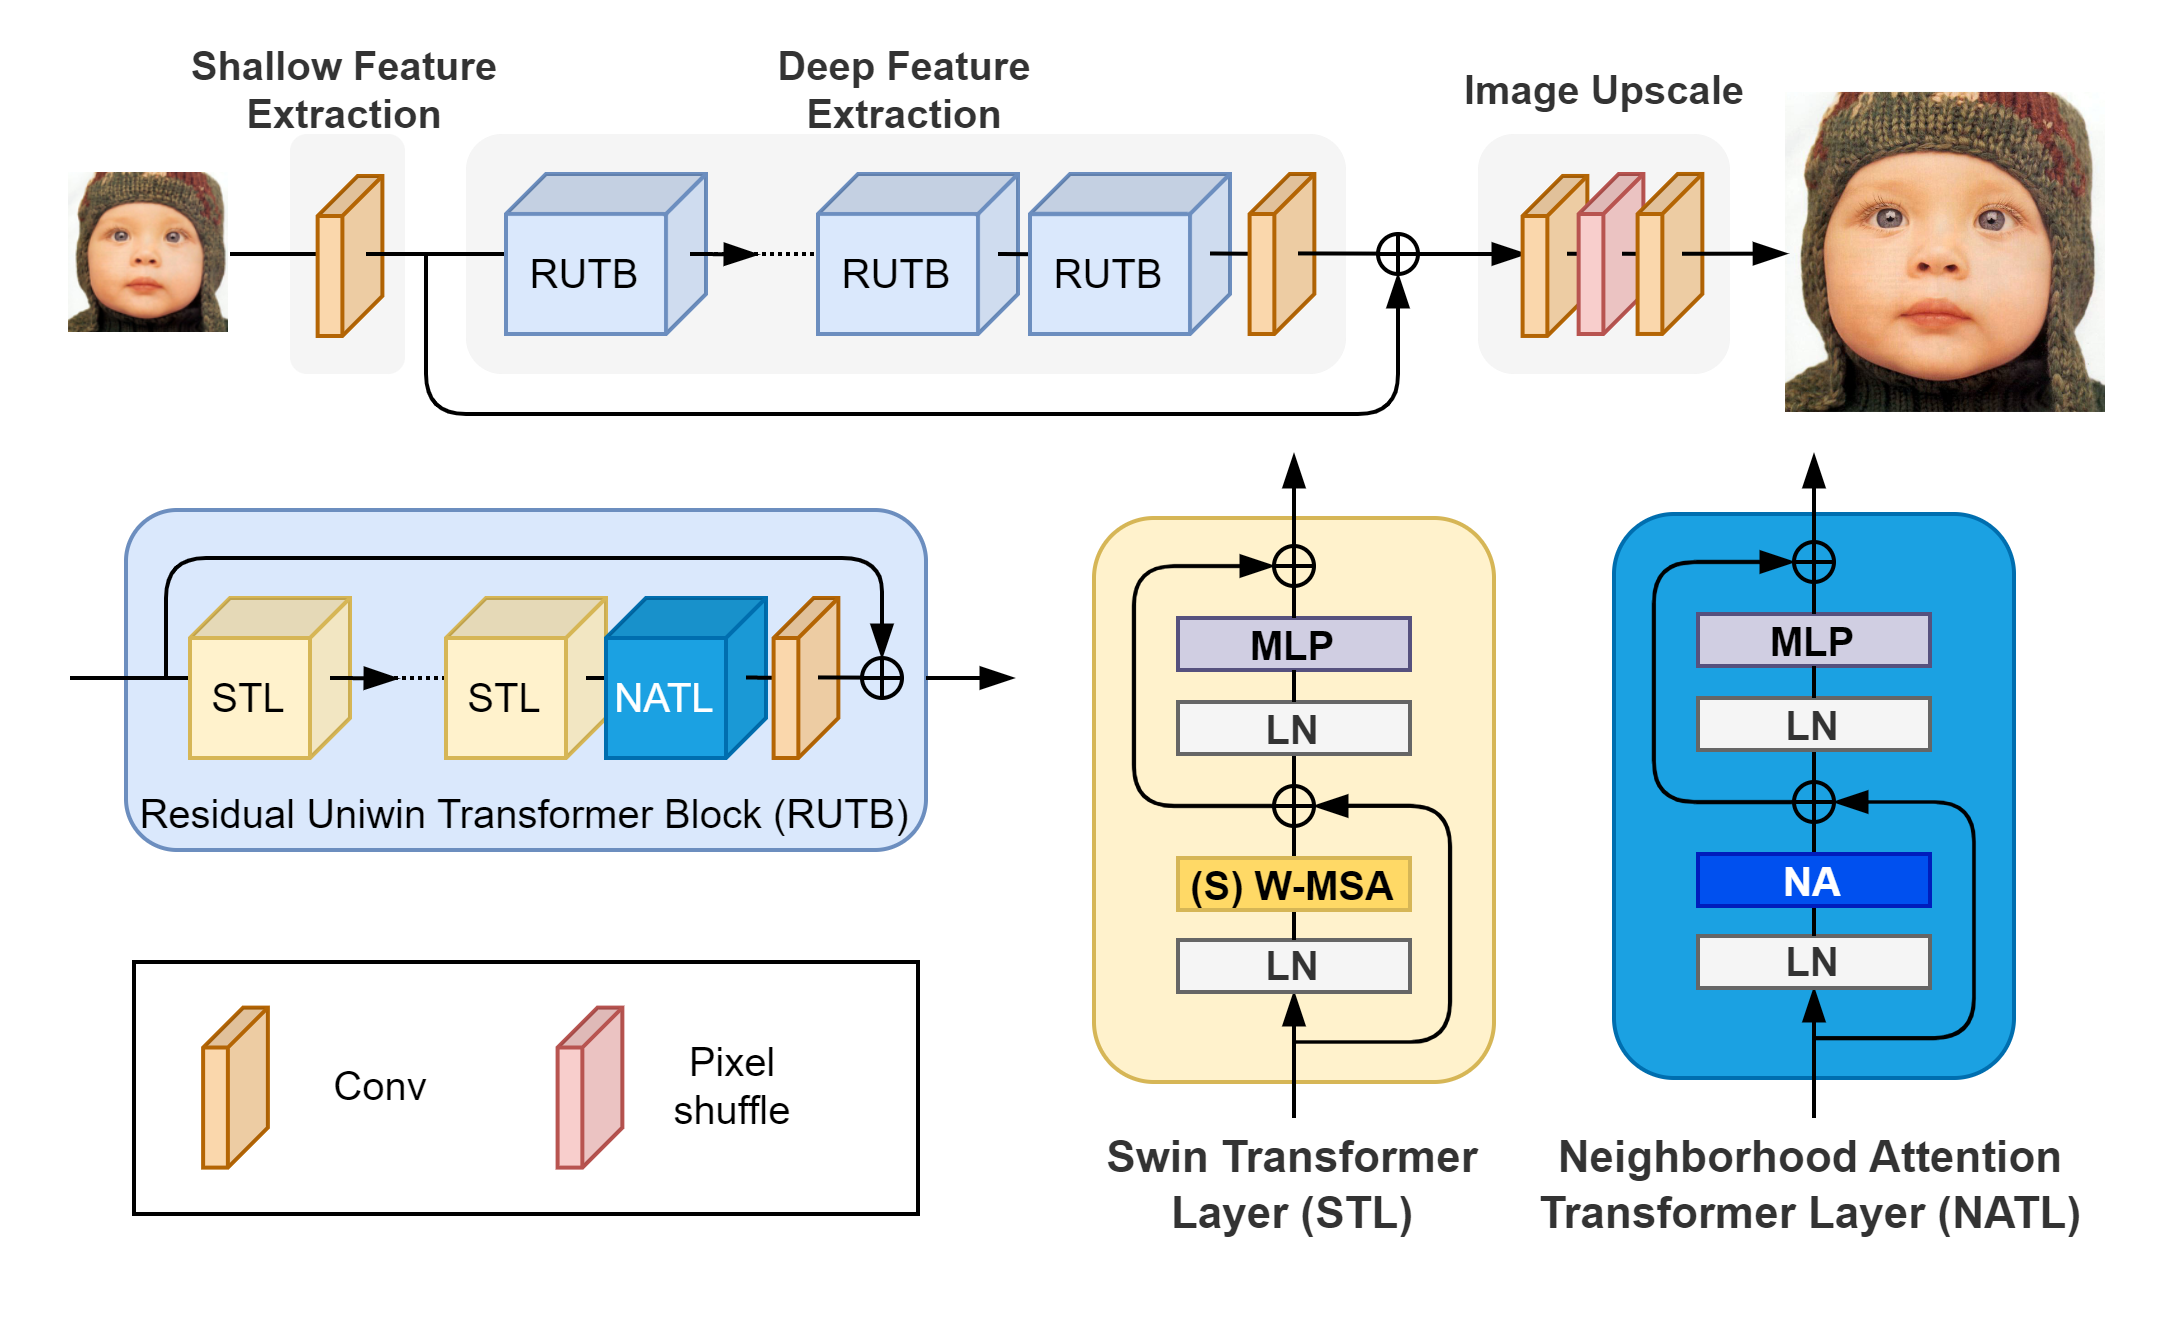 Shallow Feature
Extraction
Deep Feature
Extraction
Image Upscale
RUTB
RUTB
RUTB
STL
STL
NATL
Residual Uniwin Transformer Block (RUTB)
Conv
Pixel
shuffle
MLP
LN
(S) W-MSA
LN
Swin Transformer
Layer (STL)
MLP
LN
NA
LN
Neighborhood Attention
Transformer Layer (NATL)